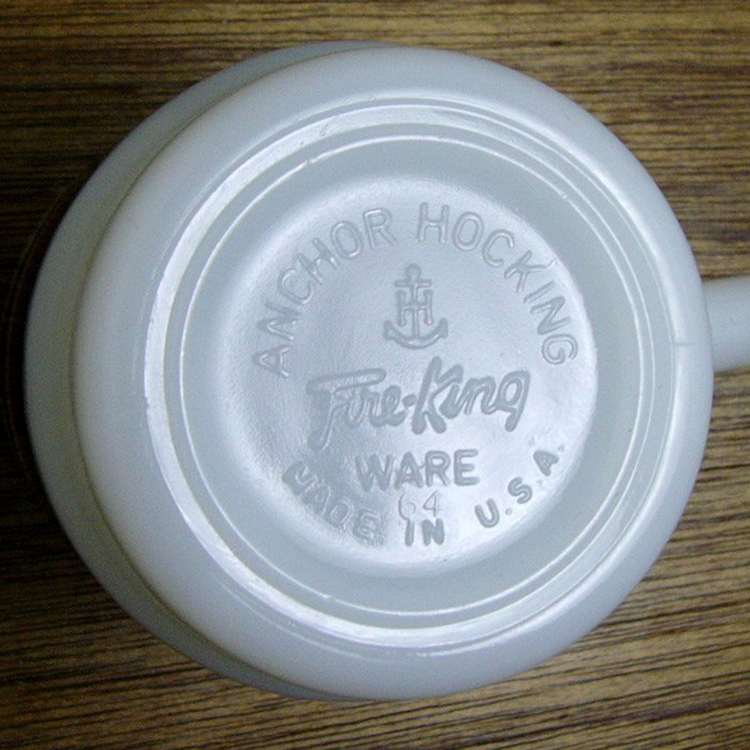 ANCHOR HOCKING
H
Fire-King
WARE
64
MADE IN U.S.A.